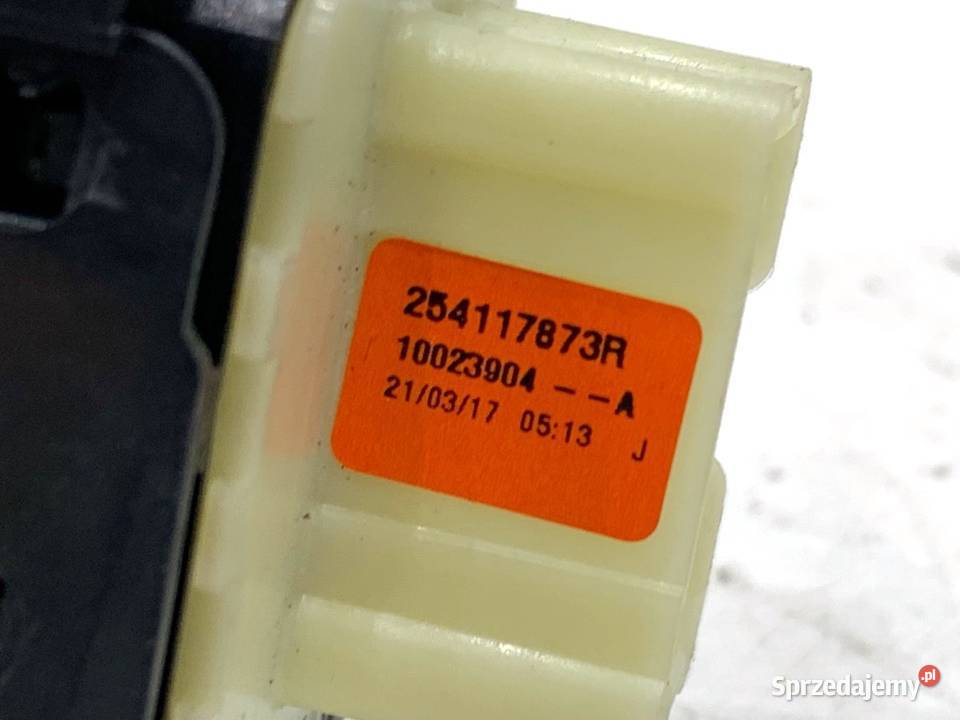 254117873R
10023904 -- A
21/03/17 05:13 J
Sprzedajemy.pl